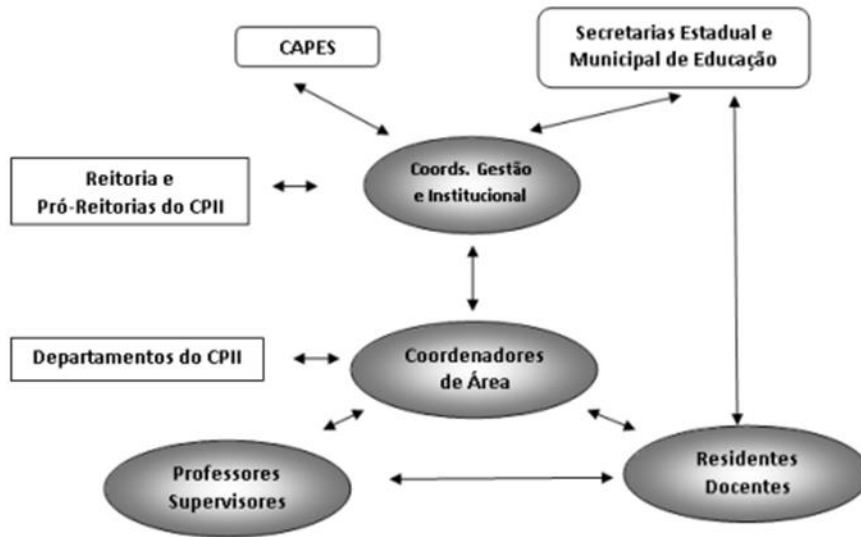 CAPES
Secretarias Estadual e
Municipal de Educação
Coords. Gestão
e Institucional
Reitoria e
Pró-Reitorias do CPII
Departamentos do CPII
Coordenadores
de Área
Professores
Supervisores
Residentes
Docentes